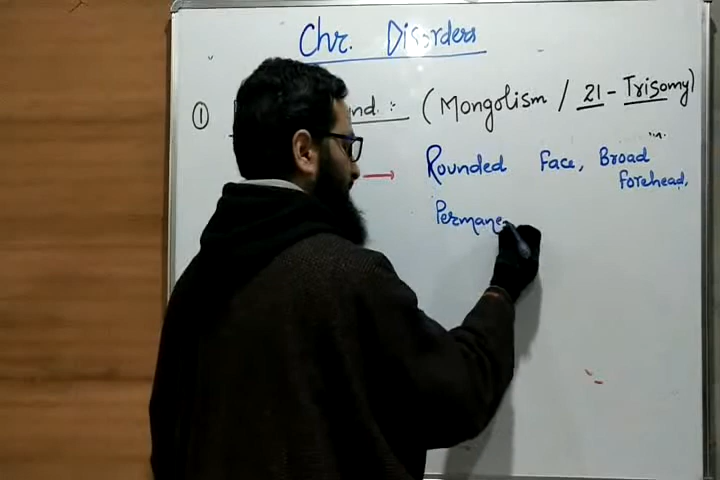 Chr. Disorders
① nd. :- (Mongolism / 21 - Trisomy)
→ Rounded Face, Broad
Forehead,
Permane